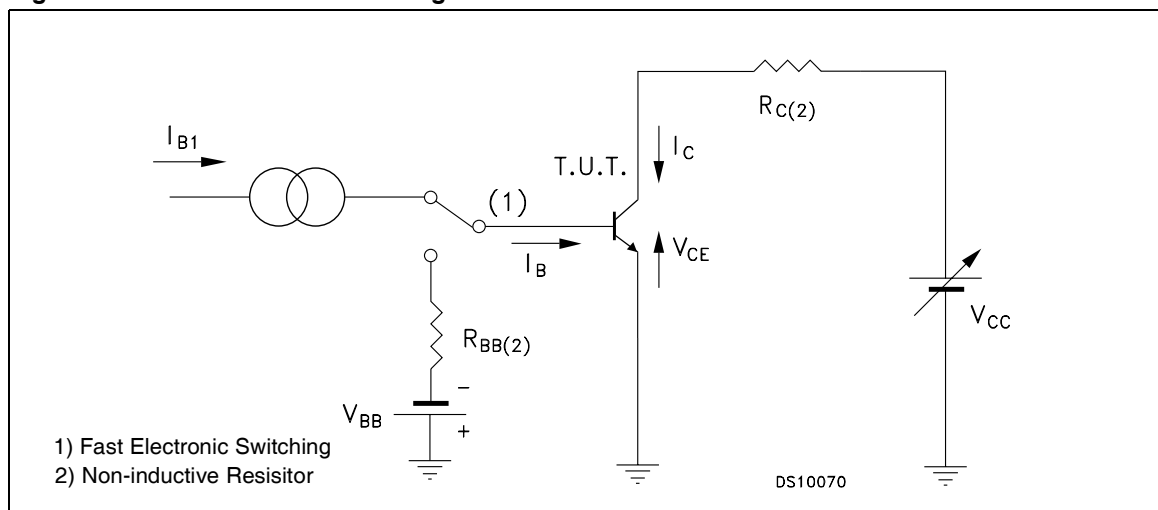 R_C(2)
I_B1
I_C
T.U.T.
(1)
I_B
V_CE
V_CC
R_BB(2)
-
V_BB
+
1) Fast Electronic Switching
2) Non-inductive Resisitor
DS10070